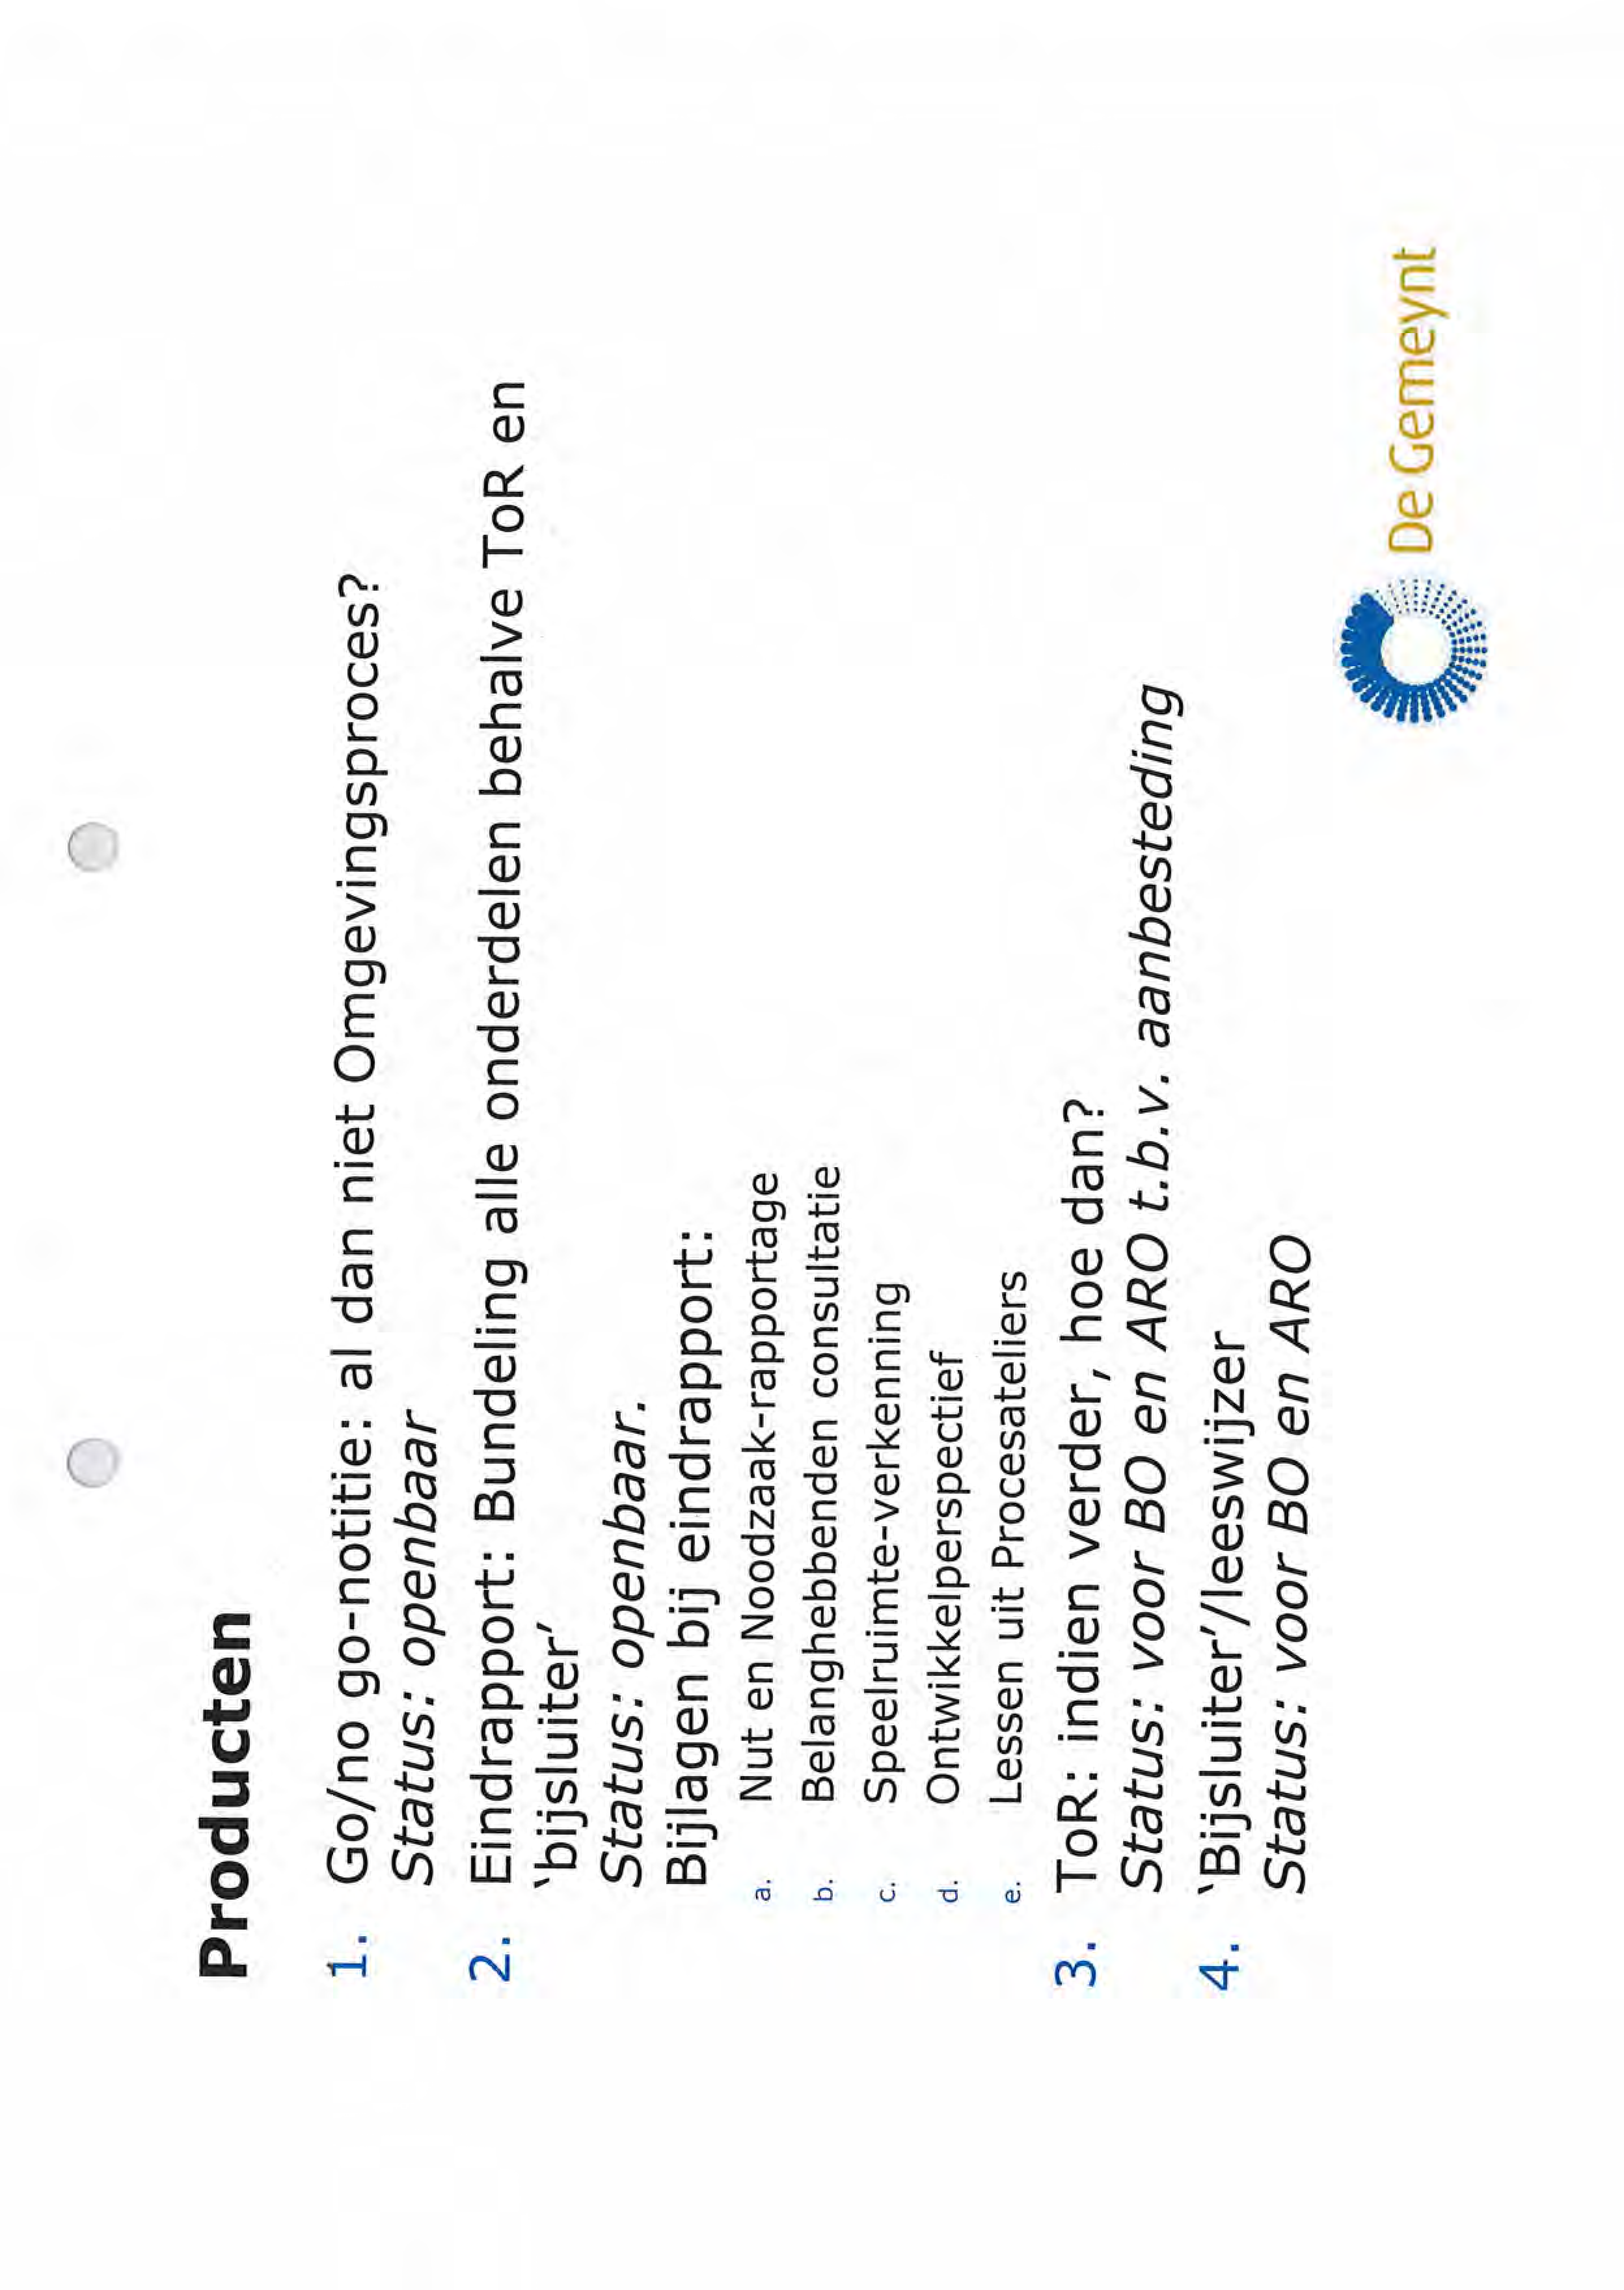 Producten
1. Go/no go-notitie: al dan niet Omgevingsproces?
Status: openbaar
2. Eindrapport: Bundeling alle onderdelen behalve ToR en
‘bijsluiter’
Status: openbaar.
Bijlagen bij eindrapport:
a. Nut en Noodzaak-rapportage
b. Belanghebbenden consultatie
c. Speelruimte-verkenning
d. Ontwikkelperspectief
e. Lessen uit Procesateliers
3. ToR: indien verder, hoe dan?
Status: voor BO en ARO t.b.v. aanbesteding
4. ‘Bijsluiter’/leeswijzer
Status: voor BO en ARO
De Gemeynt